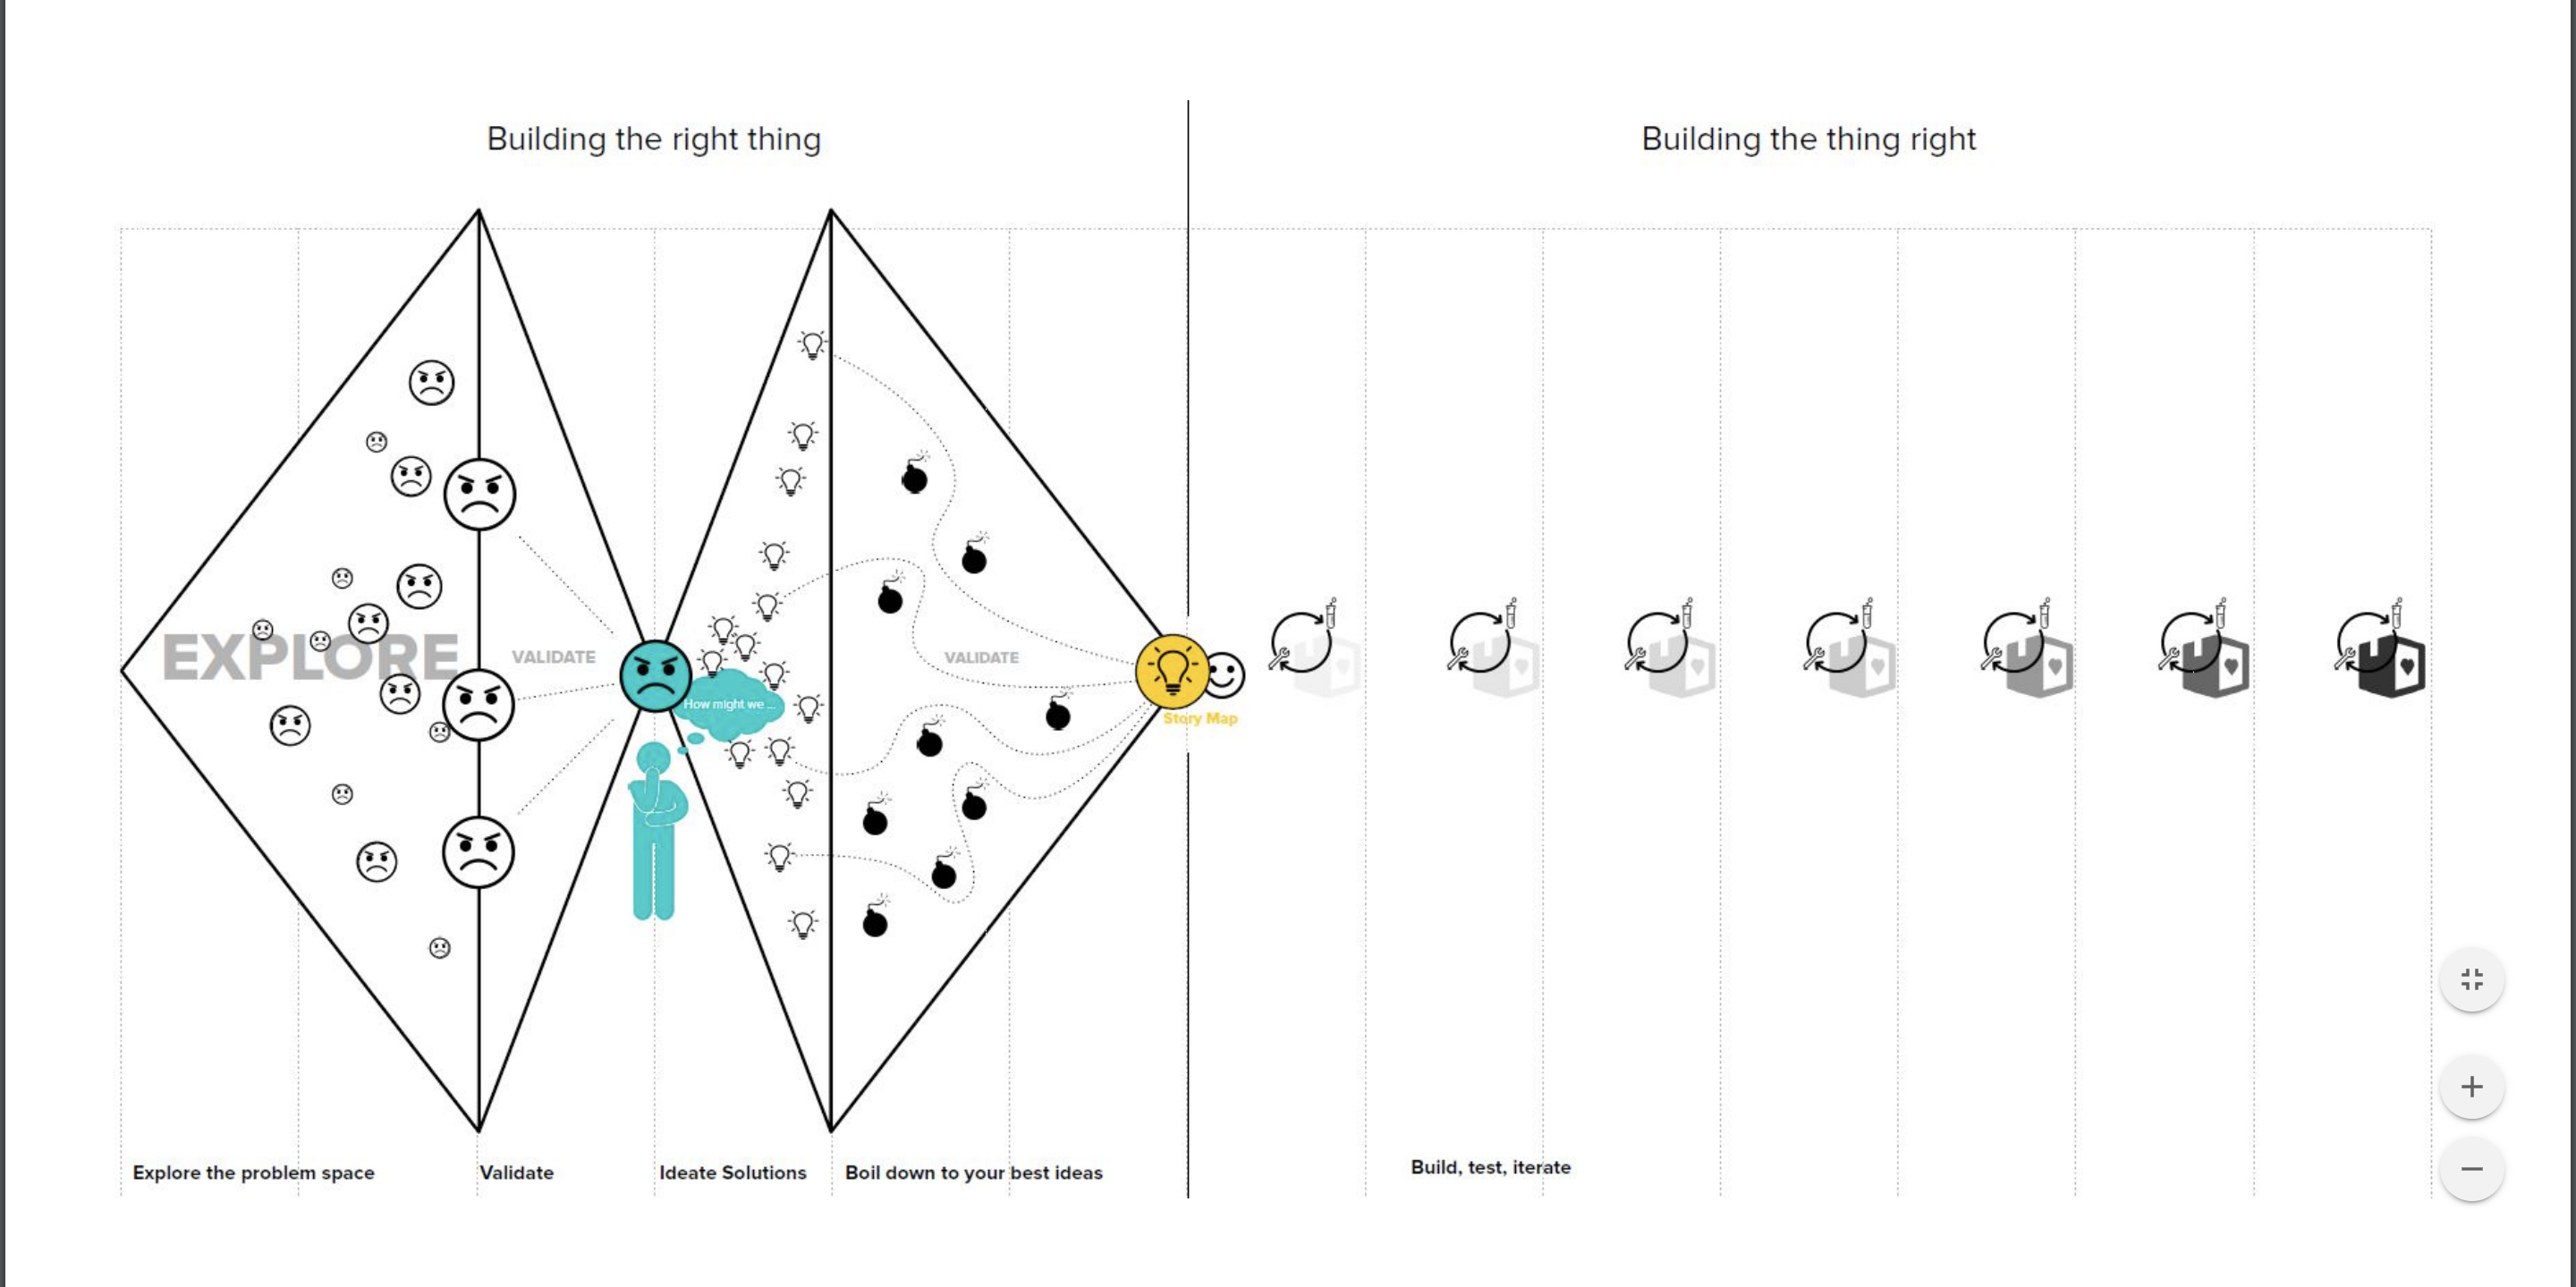 Building the right thing
Building the thing right
EXPLORE
VALIDATE
VALIDATE
How might we ...
Story Map
Explore the problem space
Validate
Ideate Solutions
Boil down to your best ideas
Build, test, iterate